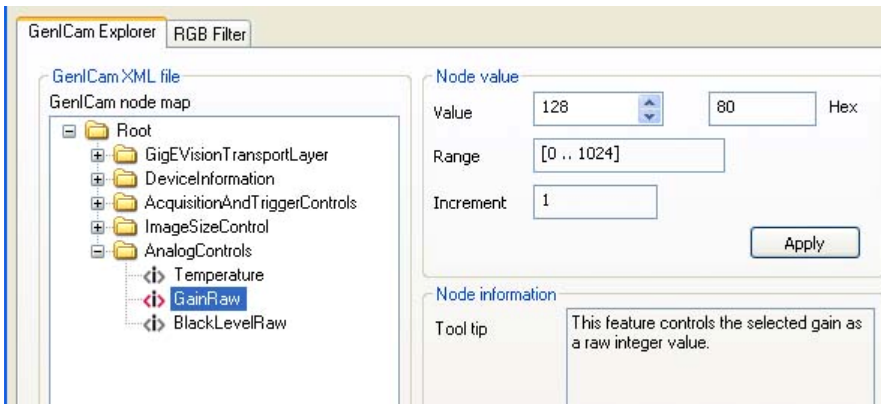 GenICam Explorer
RGB Filter
GenICam XML file
GenICam node map
Root
GigEVisionTransportLayer
DeviceInformation
AcquisitionAndTriggerControls
ImageSizeControl
AnalogControls
Temperature
GainRaw
BlackLevelRaw
Node value
Value 128 80 Hex
Range [0 .. 1024]
Increment 1
Apply
Node information
Tool tip This feature controls the selected gain as
a raw integer value.